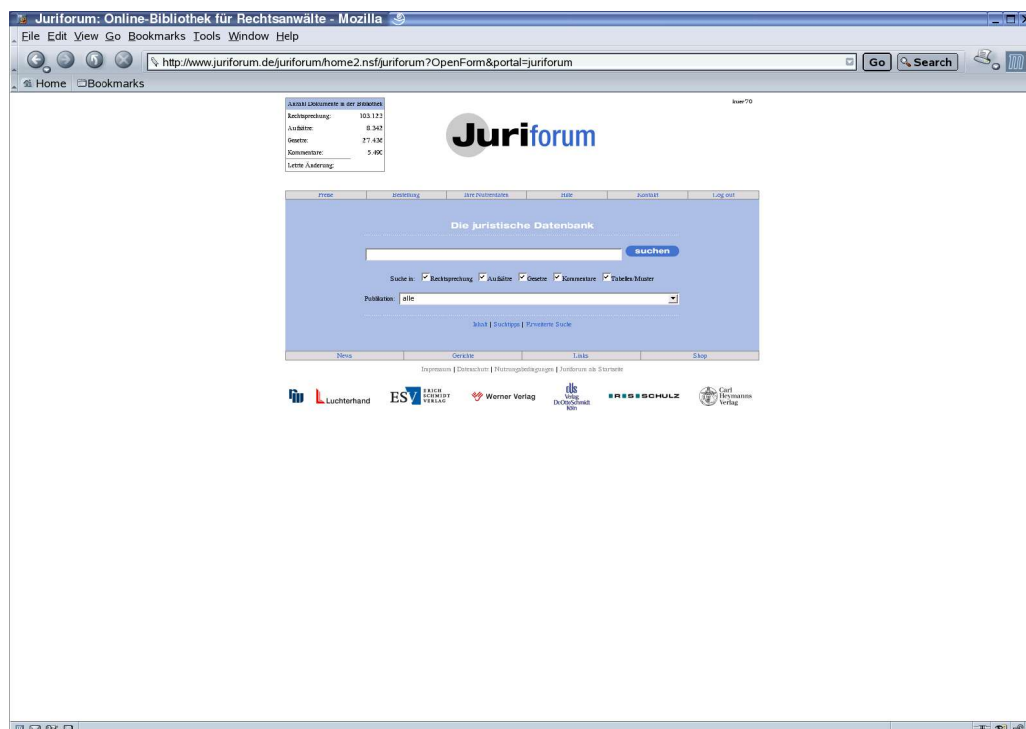 Juriforum: Online-Bibliothek für Rechtsanwälte - Mozilla
File Edit View Go Bookmarks Tools Window Help
http://www.juriforum.de/juriforum/home2.nsf/juriforum?OpenForm&portal=juriforum Go Search
Home Bookmarks
Anzahl Dokumente in der Bibliothek
Rechtsprechung: 103.123
Aufsätze: 8.342
Gesetze: 27.436
Kommentare: 5.490
Letzte Änderung:
Juriforum
Preise Bestellung Ihre Nutzerdaten Hilfe Kontakt Log out
Die juristische Datenbank
suchen
Suche in: Rechtsprechung Aufsätze Gesetze Kommentare Tabellen/Muster
Publikation: alle
Inhalt | Suchtipps | Erweiterte Suche
News Gerichte Links Shop
Impressum | Datenschutz | Nutzungsbedingungen | Juriforum als Startseite
Luchterhand
ESV ERICH SCHMIDT VERLAG
Werner Verlag
Verlag Dr.OttoSchmidt Köln
R S SCHULZ
Carl Heymanns Verlag